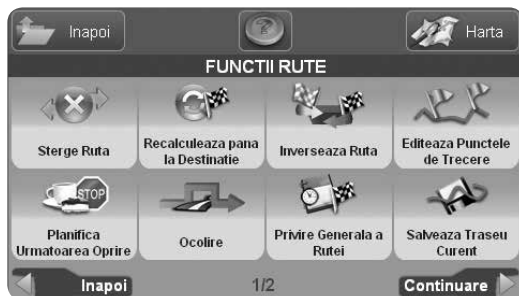 Inapoi
Harta
FUNCTII RUTE
Sterge Ruta
Recalculeaza pana
la Destinatie
Inverseaza Ruta
Editeaza Punctele
de Trecere
STOP
Planifica
Urmatoarea Oprire
Ocolire
Privire Generala a
Rutei
Salveaza Traseu
Curent
Inapoi
1/2
Continuare